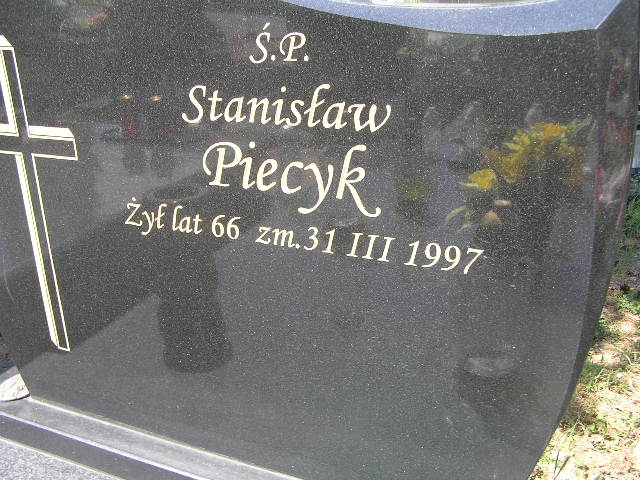 Ś.P.
Stanisław
Piecyk
Żył lat 66 zm. 31 III 1997